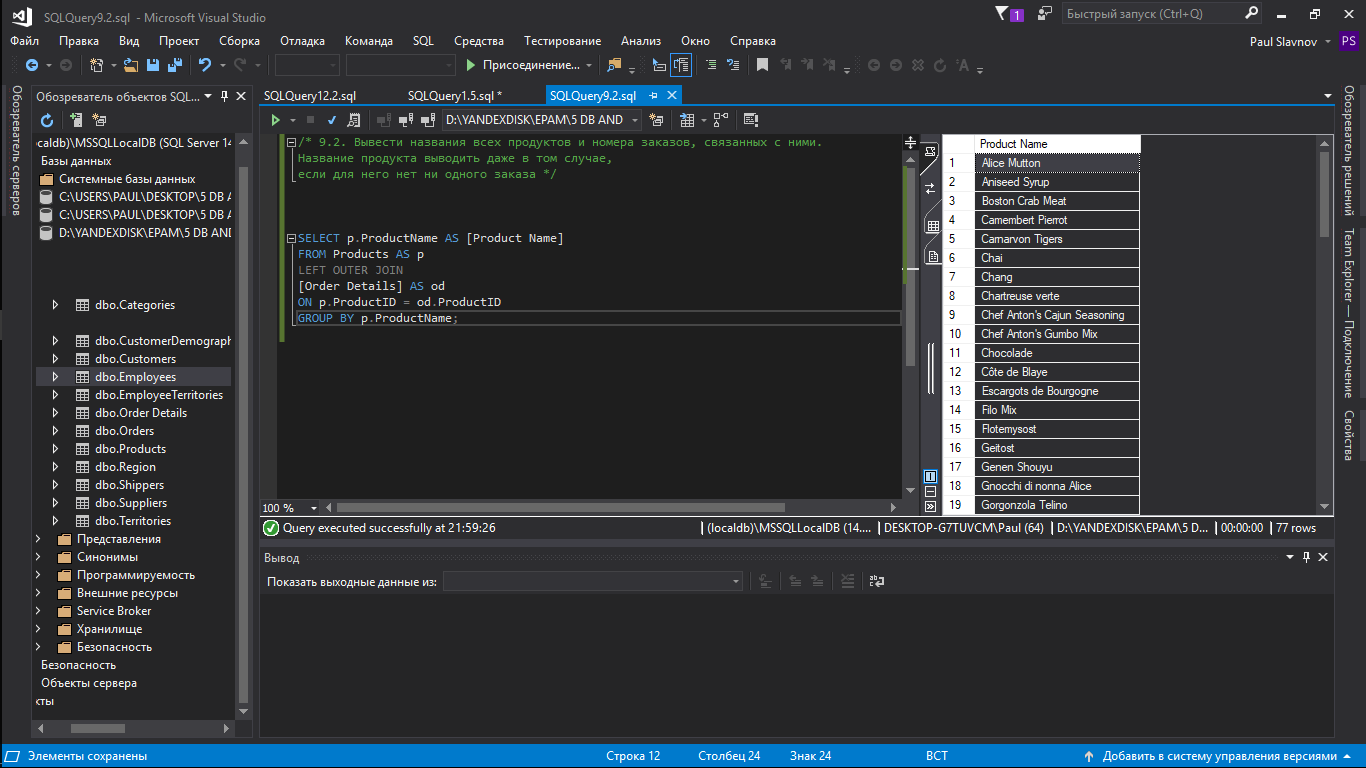 SQLQuery9.2.sql - Microsoft Visual Studio
1
Быстрый запуск (Ctrl+Q)
Файл Правка Вид Проект Сборка Отладка Команда SQL Средства Тестирование Анализ Окно Справка
Paul Slavnov PS
Присоединение...
Обозреватель серверов
Обозреватель объектов SQL...
caldb)\MSSQLLocalDB (SQL Server 14
Базы данных
Системные базы данных
C:\USERS\PAUL\DESKTOP\5 DB A
C:\USERS\PAUL\DESKTOP\5 DB A
D:\YANDEXDISK\EPAM\5 DB AND
dbo.Categories
dbo.CustomerDemograph
dbo.Customers
dbo.Employees
dbo.EmployeeTerritories
dbo.Order Details
dbo.Orders
dbo.Products
dbo.Region
dbo.Shippers
dbo.Suppliers
dbo.Territories
Представления
Синонимы
Программируемость
Внешние ресурсы
Service Broker
Хранилище
Безопасность
Безопасность
Объекты сервера
кты
SQLQuery12.2.sql SQLQuery1.5.sql * SQLQuery9.2.sql
D:\YANDEXDISK\EPAM\5 DB AND
/* 9.2. Вывести названия всех продуктов и номера заказов, связанных с ними.
Название продукта выводить даже в том случае,
если для него нет ни одного заказа */
SELECT p.ProductName AS [Product Name]
FROM Products AS p
LEFT OUTER JOIN
[Order Details] AS od
ON p.ProductID = od.ProductID
GROUP BY p.ProductName;
100 %
Product Name
1 Alice Mutton
2 Aniseed Syrup
3 Boston Crab Meat
4 Camembert Pierrot
5 Carnarvon Tigers
6 Chai
7 Chang
8 Chartreuse verte
9 Chef Anton's Cajun Seasoning
10 Chef Anton's Gumbo Mix
11 Chocolade
12 Côte de Blaye
13 Escargots de Bourgogne
14 Filo Mix
15 Flotemysost
16 Geitost
17 Genen Shouyu
18 Gnocchi di nonna Alice
19 Gorgonzola Telino
Query executed successfully at 21:59:26
(localdb)\MSSQLLocalDB (14.... DESKTOP-G7TUVCM\Paul (64) D:\YANDEXDISK\EPAM\5 D... 00:00:00 77 rows
Вывод
Показать выходные данные из:
Обозреватель решений
Team Explorer — Подключение
Свойства
Элементы сохранены
Строка 12 Столбец 24 Знак 24 ВСТ
Добавить в систему управления версиями